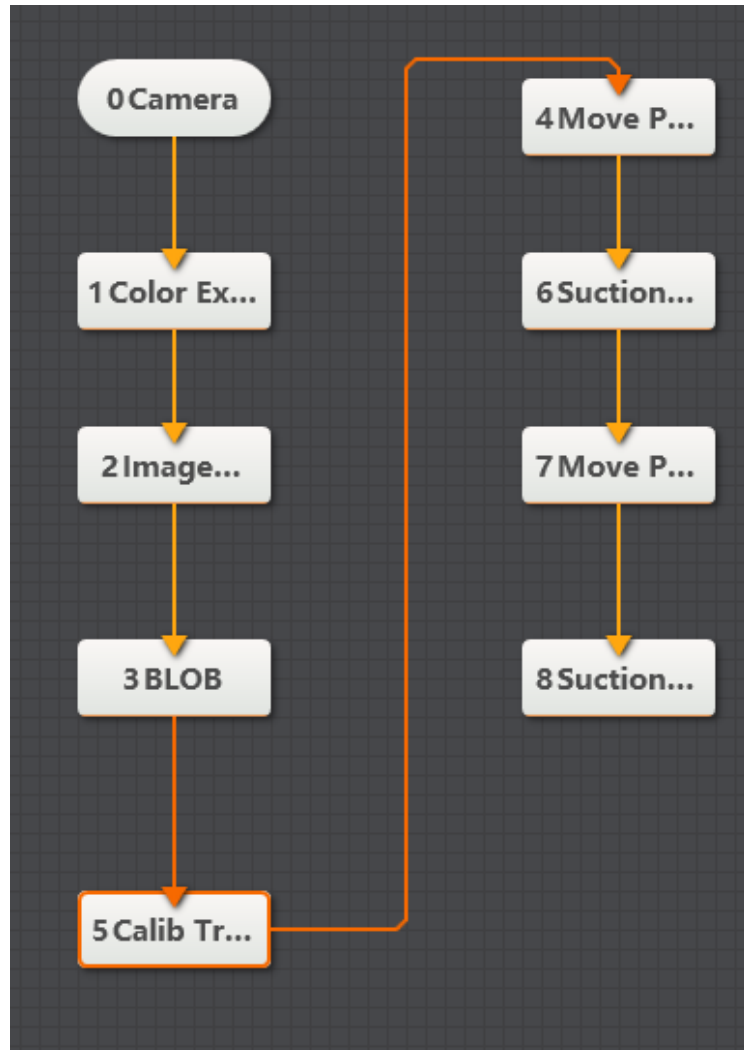 0 Camera
1 Color Ex...
2 Image...
3 BLOB
5 Calib Tr...
4 Move P...
6 Suction...
7 Move P...
8 Suction...